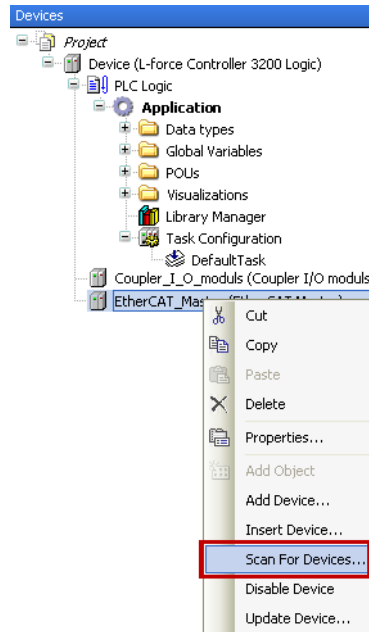 Devices
Project
Device (L-force Controller 3200 Logic)
PLC Logic
Application
Data types
Global Variables
POUs
Visualizations
Library Manager
Task Configuration
DefaultTask
Coupler_I_O_moduls (Coupler I/O moduls
EtherCAT_Mas
Cut
Copy
Paste
Delete
Properties...
Add Object
Add Device...
Insert Device...
Scan For Devices...
Disable Device
Update Device...